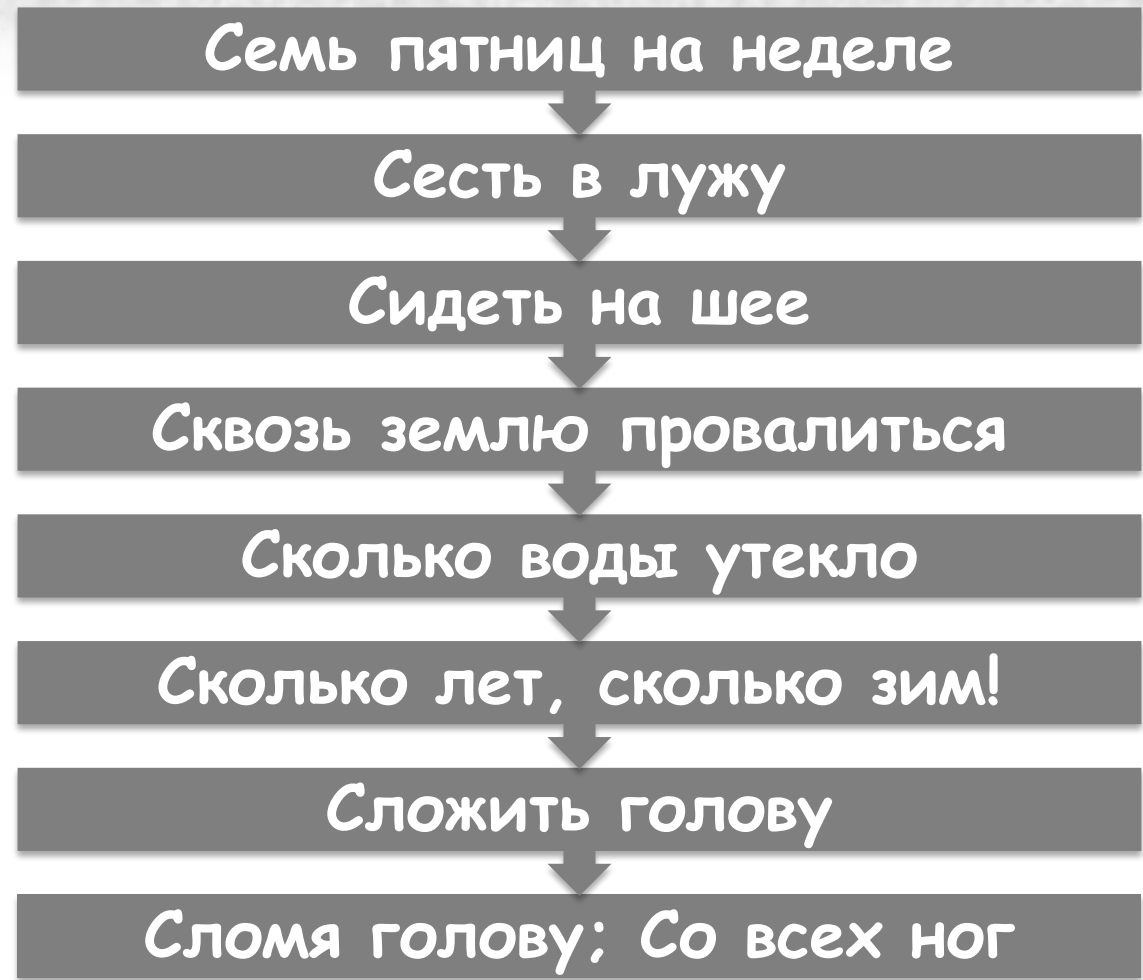 Семь пятниц на неделе
Сесть в лужу
Сидеть на шее
Сквозь землю провалиться
Сколько воды утекло
Сколько лет, сколько зим!
Сложить голову
Сломя голову; Со всех ног